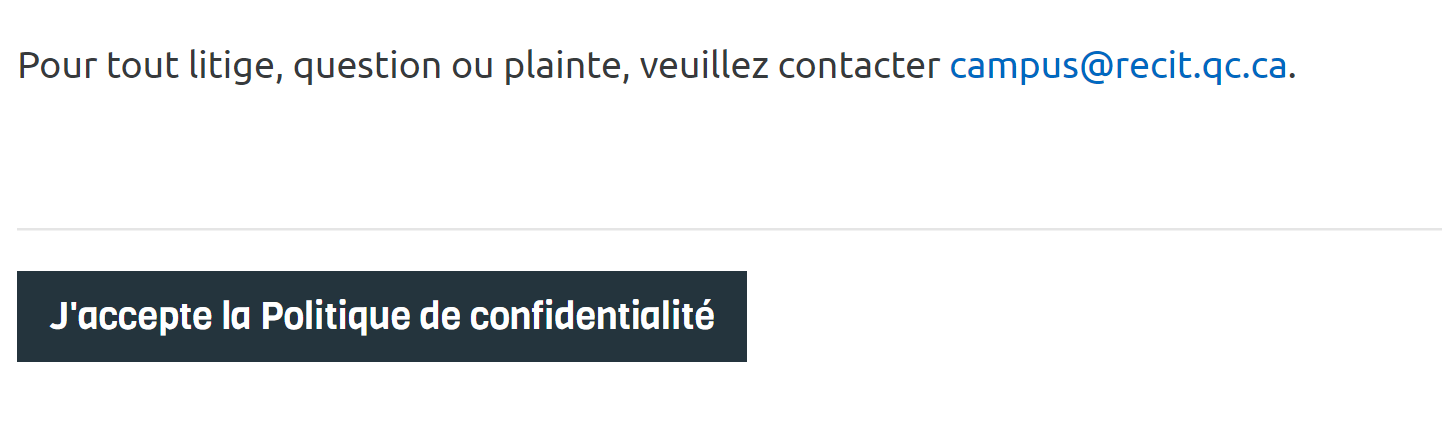 Pour tout litige, question ou plainte, veuillez contacter campus@recit.qc.ca.
J'accepte la Politique de confidentialité